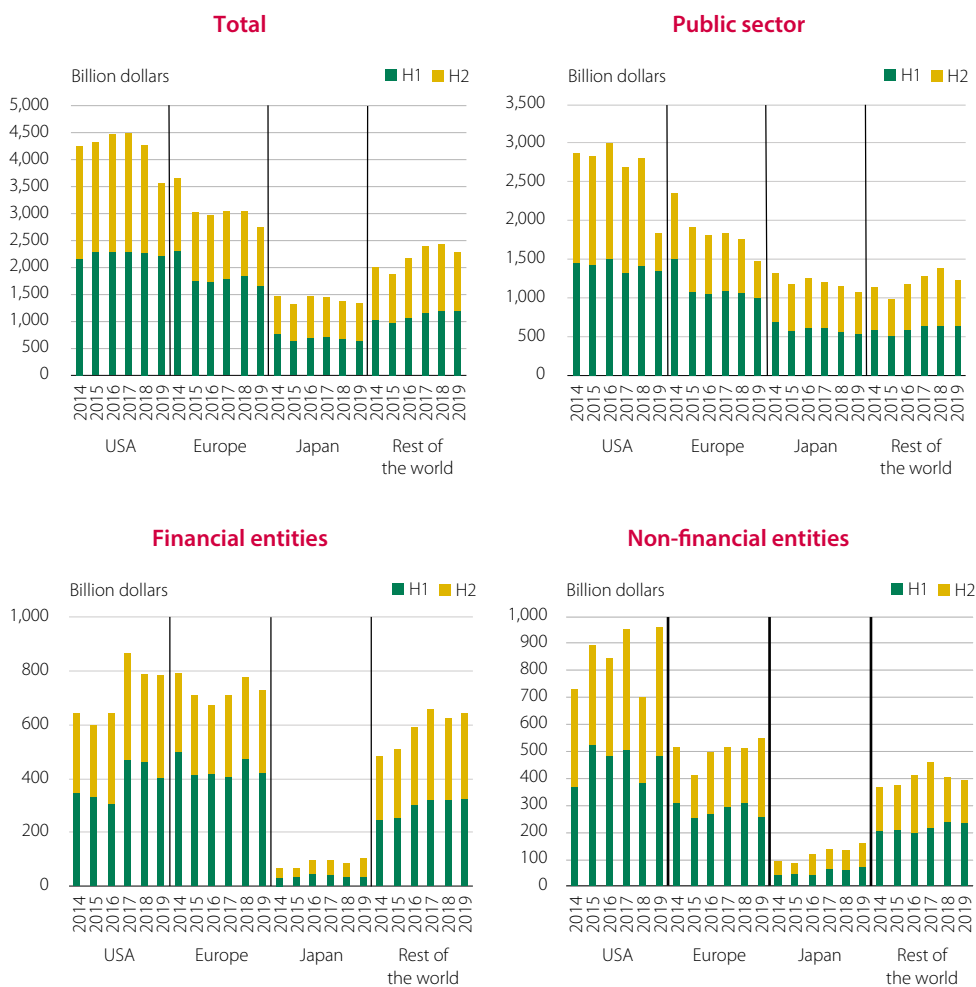 Total
Billion dollars
H1 H2
5,000
4,500
4,000
3,500
3,000
2,500
2,000
1,500
1,000
500
0
2014 2015 2016 2017 2018 2019 2014 2015 2016 2017 2018 2019 2014 2015 2016 2017 2018 2019 2014 2015 2016 2017 2018 2019
USA Europe Japan Rest of
the world
Public sector
Billion dollars
H1 H2
3,500
3,000
2,500
2,000
1,500
1,000
500
0
2014 2015 2016 2017 2018 2019 2014 2015 2016 2017 2018 2019 2014 2015 2016 2017 2018 2019 2014 2015 2016 2017 2018 2019
USA Europe Japan Rest of
the world
Financial entities
Billion dollars
H1 H2
1,000
800
600
400
200
0
2014 2015 2016 2017 2018 2019 2014 2015 2016 2017 2018 2019 2014 2015 2016 2017 2018 2019 2014 2015 2016 2017 2018 2019
USA Europe Japan Rest of
the world
Non-financial entities
Billion dollars
H1 H2
1,000
900
800
700
600
500
400
300
200
100
0
2014 2015 2016 2017 2018 2019 2014 2015 2016 2017 2018 2019 2014 2015 2016 2017 2018 2019 2014 2015 2016 2017 2018 2019
USA Europe Japan Rest of
the world